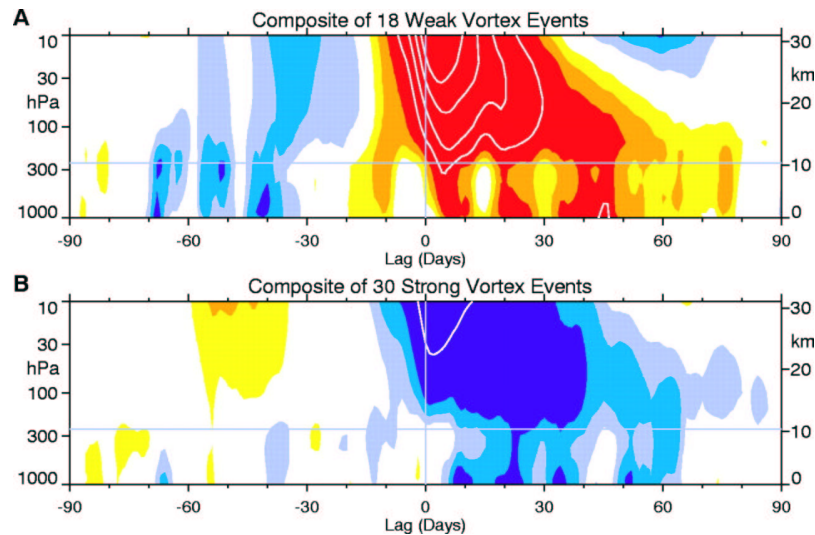 A
Composite of 18 Weak Vortex Events
10
30
hPa
100
300
1000
30
km
20
10
0
-90 -60 -30 0 30 60 90
Lag (Days)
B
Composite of 30 Strong Vortex Events
10
30
hPa
100
300
1000
30
km
20
10
0
-90 -60 -30 0 30 60 90
Lag (Days)